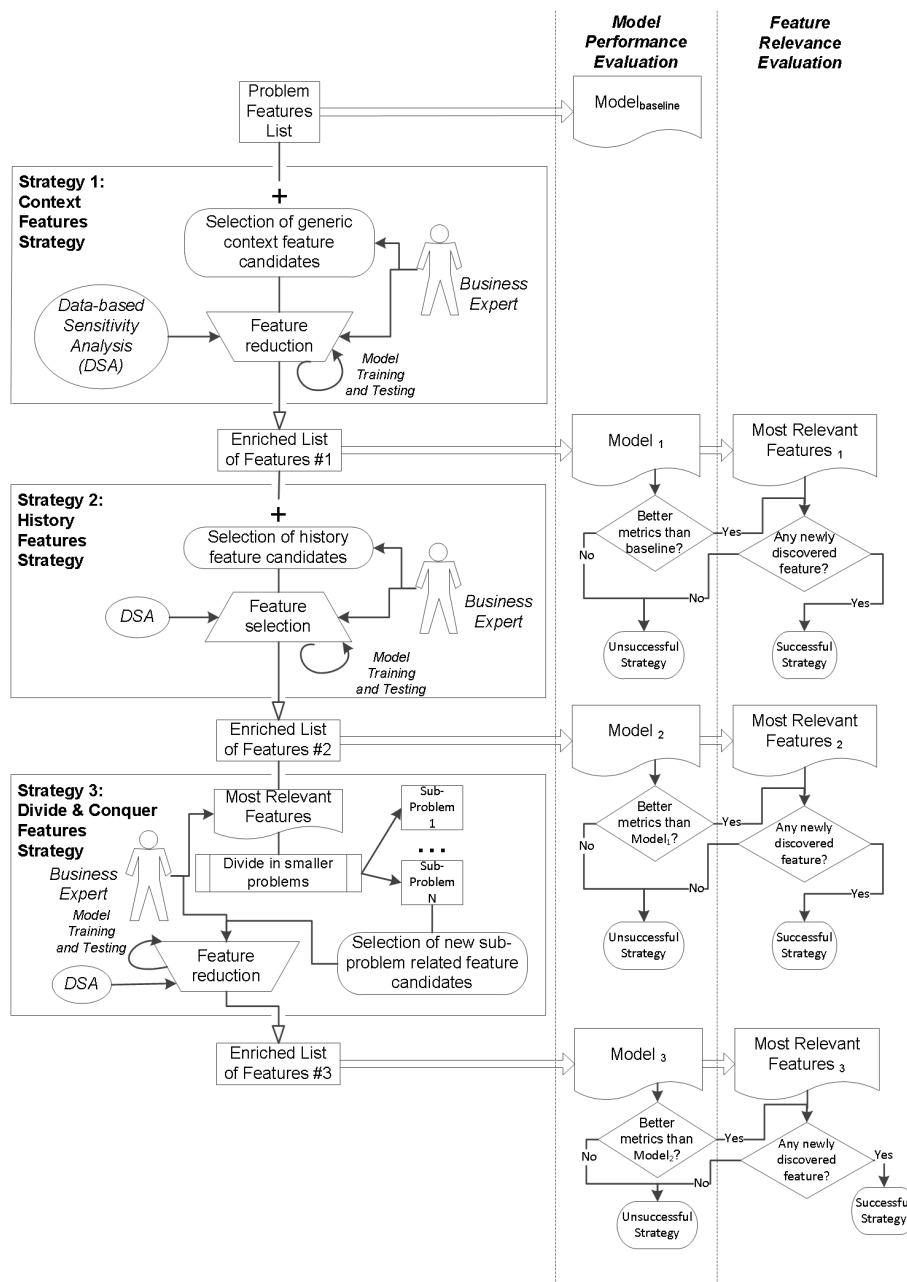 Model
Performance
Evaluation
Feature
Relevance
Evaluation
Problem
Features
List
Model baseline
Strategy 1:
Context
Features
Strategy
+
Selection of generic
context feature
candidates
Business
Expert
Data-based
Sensitivity
Analysis
(DSA)
Feature
reduction
Model
Training
and Testing
Enriched List
of Features #1
Model 1
Most Relevant
Features 1
Better
metrics than
baseline?
Yes
No
Any newly
discovered
feature?
No
Yes
Unsuccessful
Strategy
Successful
Strategy
Strategy 2:
History
Features
Strategy
+
Selection of history
feature candidates
Business
Expert
DSA
Feature
selection
Model
Training
and Testing
Enriched List
of Features #2
Model 2
Most Relevant
Features 2
Better
metrics than
Model1?
Yes
No
Any newly
discovered
feature?
No
Yes
Unsuccessful
Strategy
Successful
Strategy
Strategy 3:
Divide & Conquer
Features
Strategy
Most Relevant
Features
Sub-
Problem
1
...
Sub-
Problem
N
Divide in smaller
problems
Business
Expert
Model
Training
and Testing
Feature
reduction
DSA
Selection of new sub-
problem related feature
candidates
Enriched List
of Features #3
Model 3
Most Relevant
Features 3
Better
metrics than
Model2?
Yes
No
Any newly
discovered
feature?
No
Yes
Unsuccessful
Strategy
Successf
Strategy